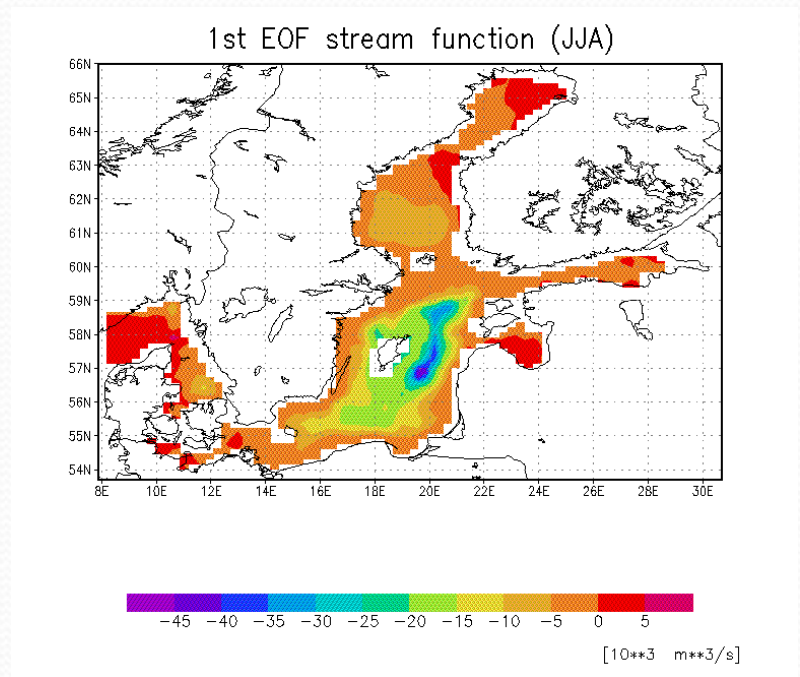 1st EOF stream function (JJA)
66N
65N
64N
63N
62N
61N
60N
59N
58N
57N
56N
55N
54N
8E 10E 12E 14E 16E 18E 20E 22E 24E 26E 28E 30E
-45 -40 -35 -30 -25 -20 -15 -10 -5 0 5
[10**3 m**3/s]